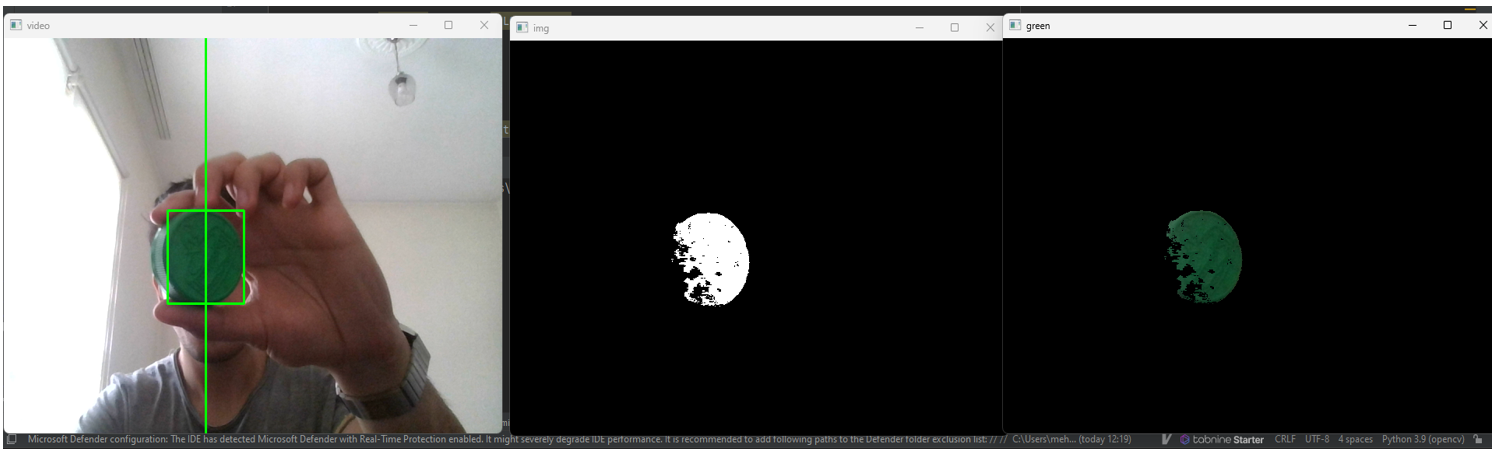 video
img
green
Microsoft Defender configuration: The IDE has detected Microsoft Defender with Real-Time Protection enabled. It might severely degrade IDE performance. It is recommended to add following paths to the Defender folder exclusion list: // // C:\Users\meh... (today 12:19) tabnine Starter CRLF UTF-8 4 spaces Python 3.9 (opencv)